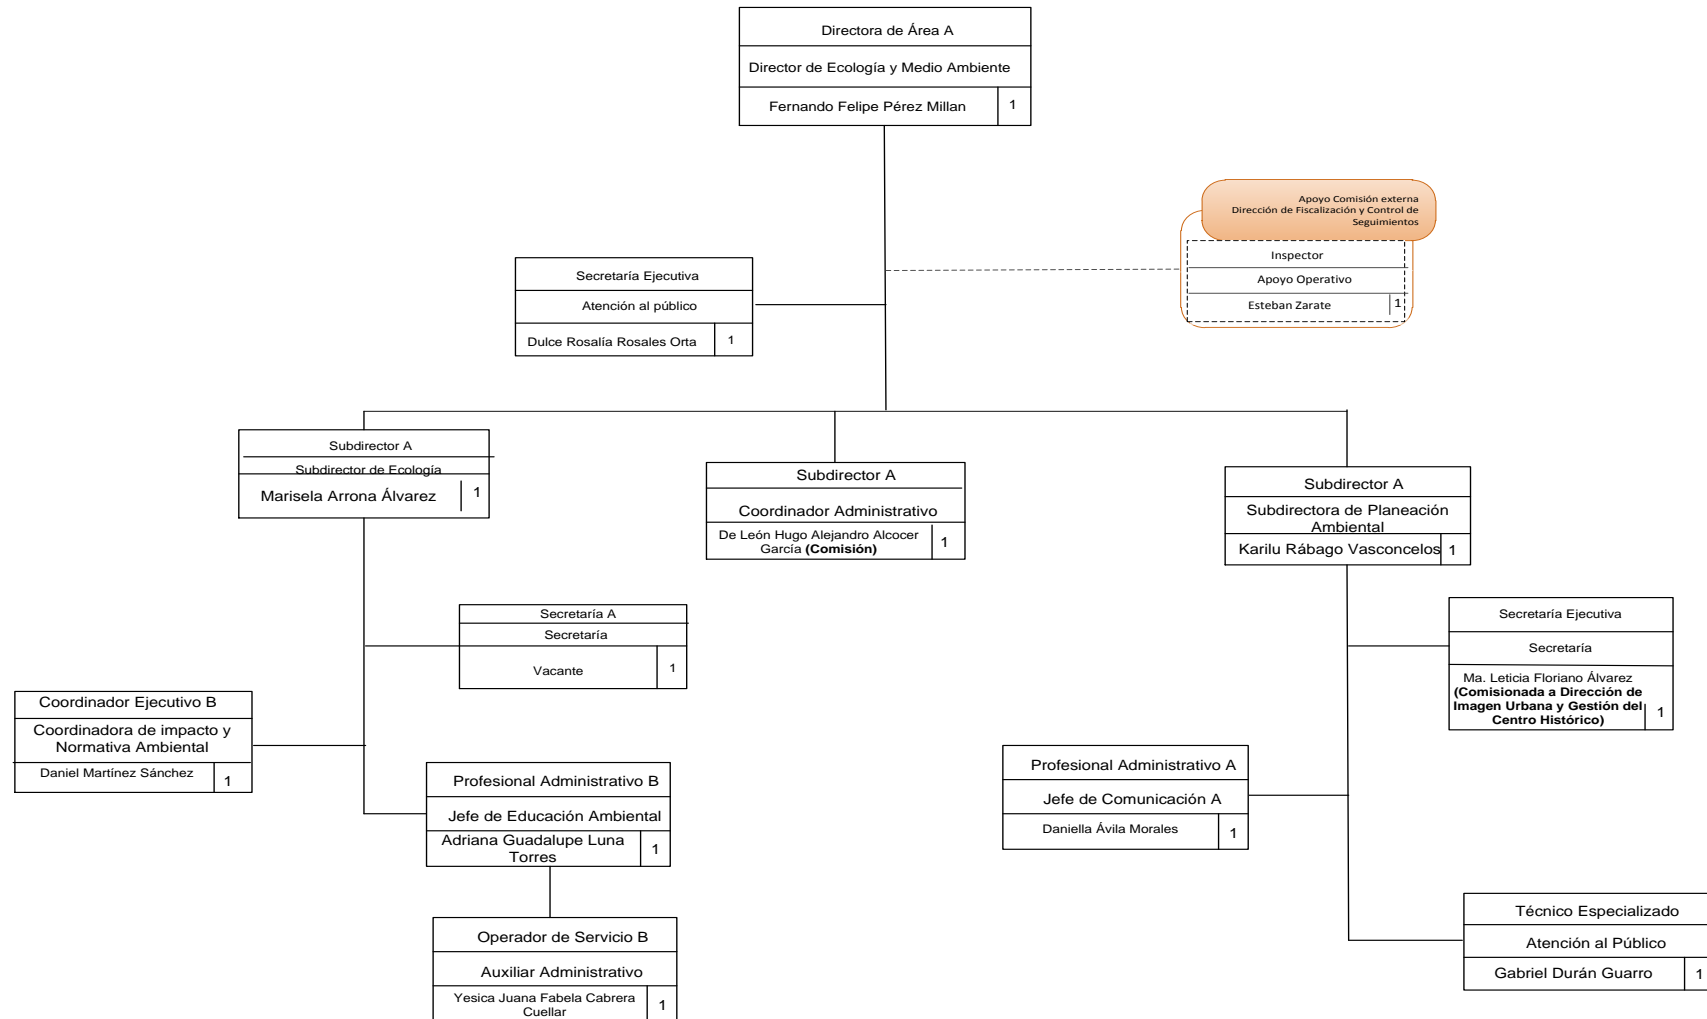 Directora de Área A
Director de Ecología y Medio Ambiente
Fernando Felipe Pérez Millan
1
Apoyo Comisión externa
Dirección de Fiscalización y Control de
Seguimientos
Inspector
Apoyo Operativo
Esteban Zarate
1
Secretaría Ejecutiva
Atención al público
Dulce Rosalía Rosales Orta
1
Subdirector A
Subdirector de Ecología
Marisela Arrona Álvarez
1
Subdirector A
Coordinador Administrativo
De León Hugo Alejandro Alcocer
García (Comisión)
1
Subdirector A
Subdirectora de Planeación
Ambiental
Karilu Rábago Vasconcelos
1
Secretaría A
Secretaría
Vacante
1
Secretaría Ejecutiva
Secretaría
Ma. Leticia Floriano Álvarez
(Comisionada a Dirección de
Imagen Urbana y Gestión del
Centro Histórico)
1
Coordinador Ejecutivo B
Coordinadora de impacto y
Normativa Ambiental
Daniel Martínez Sánchez
1
Profesional Administrativo B
Jefe de Educación Ambiental
Adriana Guadalupe Luna
Torres
1
Profesional Administrativo A
Jefe de Comunicación A
Daniella Ávila Morales
1
Operador de Servicio B
Auxiliar Administrativo
Yesica Juana Fabela Cabrera
Cuellar
1
Técnico Especializado
Atención al Público
Gabriel Durán Guarro
1